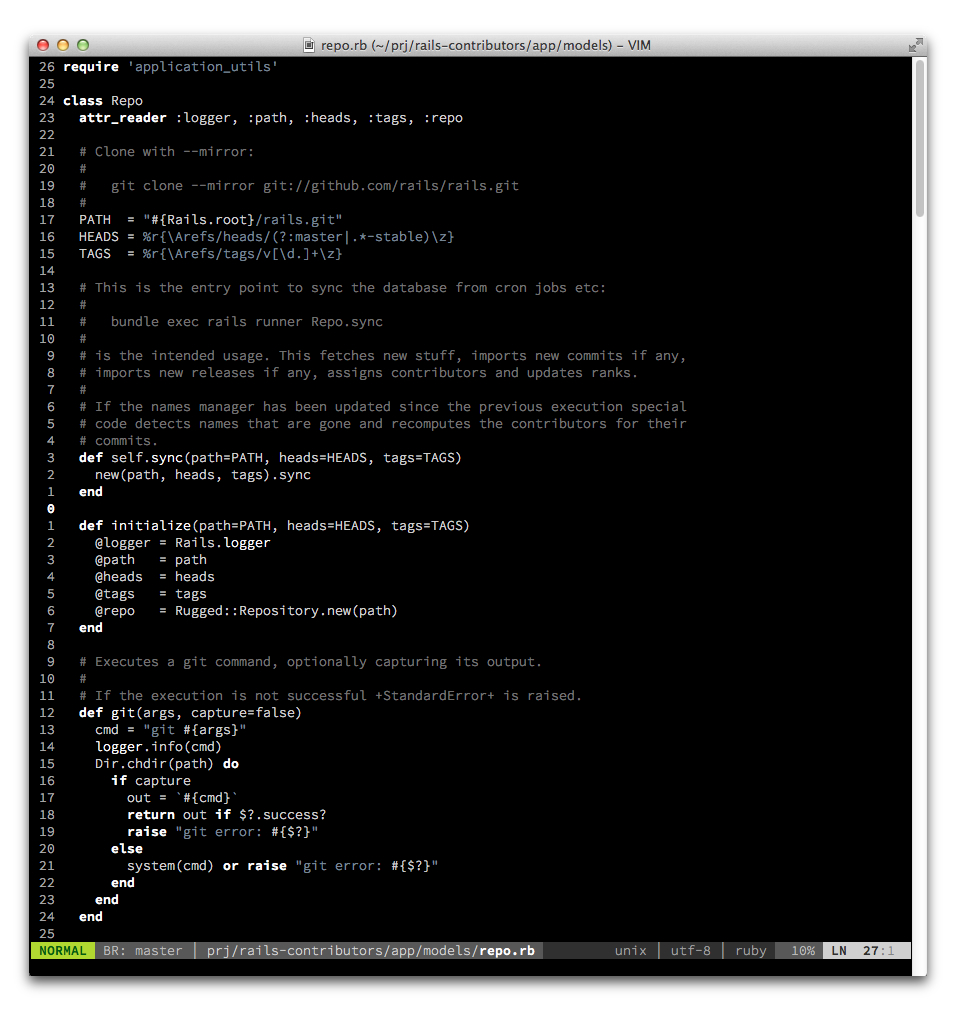 repo.rb (~/prj/rails-contributors/app/models) – VIM
26 require 'application_utils'
25
24 class Repo
23   attr_reader :logger, :path, :heads, :tags, :repo
22
21   # Clone with --mirror:
20   #
19   #   git clone --mirror git://github.com/rails/rails.git
18   #
17   PATH  = "#{Rails.root}/rails.git"
16   HEADS = %r{\Arefs/heads/(?:master|.*-stable)\z}
15   TAGS  = %r{\Arefs/tags/v[\d.]+\z}
14
13   # This is the entry point to sync the database from cron jobs etc:
12   #
11   #   bundle exec rails runner Repo.sync
10   #
 9   # is the intended usage. This fetches new stuff, imports new commits if any,
 8   # imports new releases if any, assigns contributors and updates ranks.
 7   #
 6   # If the names manager has been updated since the previous execution special
 5   # code detects names that are gone and recomputes the contributors for their
 4   # commits.
 3   def self.sync(path=PATH, heads=HEADS, tags=TAGS)
 2     new(path, heads, tags).sync
 1   end
 0
 1   def initialize(path=PATH, heads=HEADS, tags=TAGS)
 2     @logger = Rails.logger
 3     @path   = path
 4     @heads  = heads
 5     @tags   = tags
 6     @repo   = Rugged::Repository.new(path)
 7   end
 8
 9   # Executes a git command, optionally capturing its output.
10   #
11   # If the execution is not successful +StandardError+ is raised.
12   def git(args, capture=false)
13     cmd = "git #{args}"
14     logger.info(cmd)
15     Dir.chdir(path) do
16       if capture
17         out = `#{cmd}`
18         return out if $?.success?
19         raise "git error: #{$?}"
20       else
21         system(cmd) or raise "git error: #{$?}"
22       end
23     end
24   end
25
NORMAL BR: master | prj/rails-contributors/app/models/repo.rb unix | utf-8 | ruby 10% LN 27:1